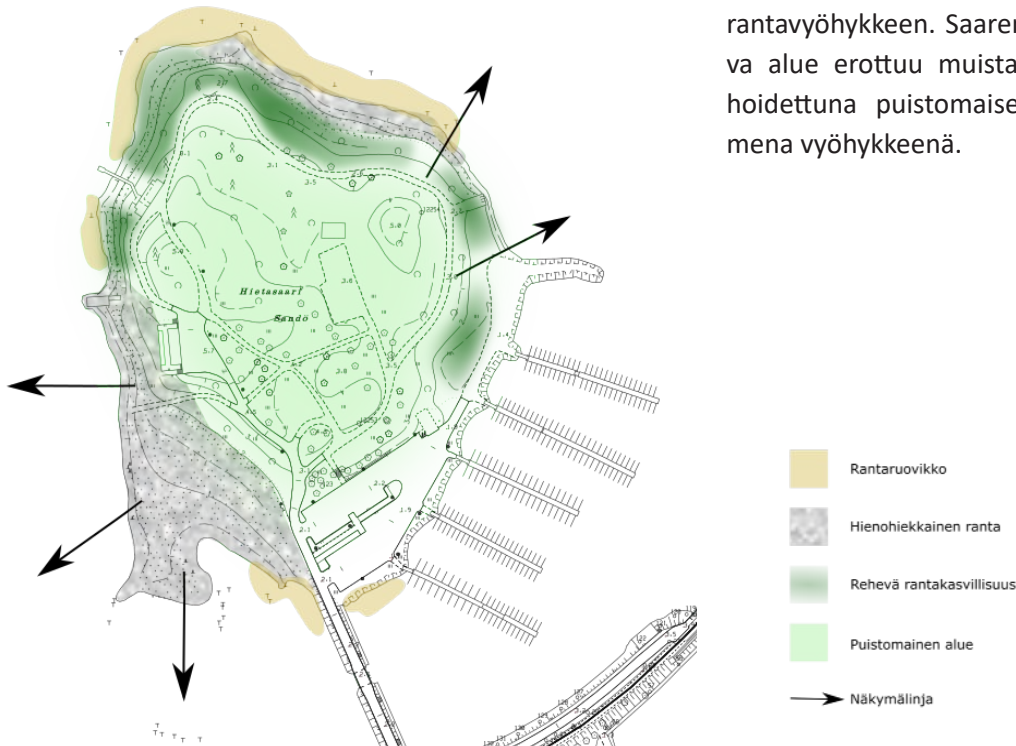 rantavyöhykkeen. Saaren
va alue erottuu muista
hoidettuna puistomaise
mena vyöhykkeenä.
Hietasaari
Sandö
Rantaruovikko
Hienohiekkainen ranta
Rehevä rantakasvillisuus
Puistomainen alue
Näkymälinja